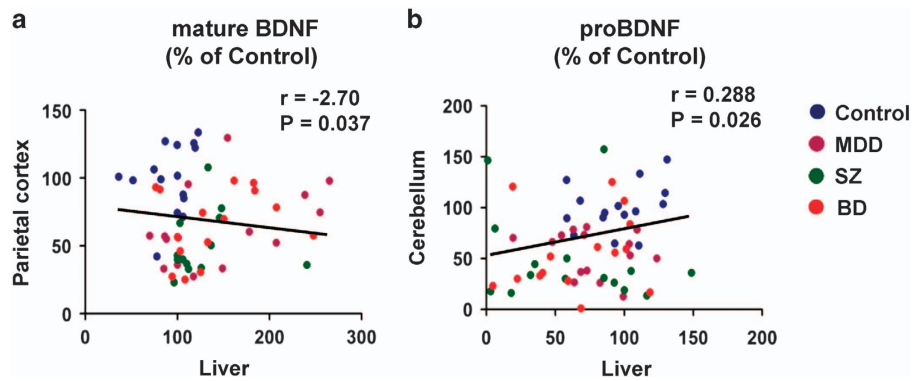 a
mature BDNF
(% of Control)
r = -2.70
P = 0.037
150
100
50
0
0 100 200 300
Parietal cortex
Liver
b
proBDNF
(% of Control)
r = 0.288
P = 0.026
200
150
100
50
0
0 50 100 150 200
Cerebellum
Liver
Control
MDD
SZ
BD